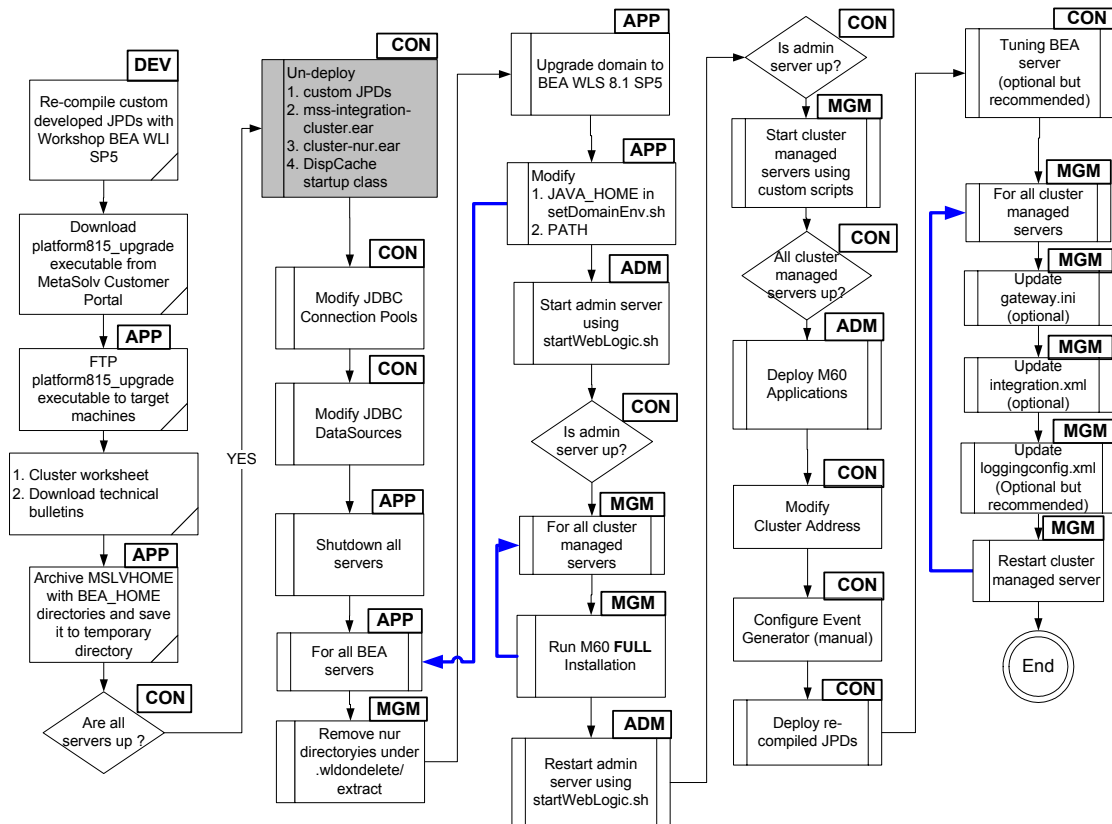 DEV
Re-compile custom
developed JPDs with
Workshop BEA WLI
SP5
Download
platform815_upgrade
executable from
MetaSolv Customer
Portal
APP
FTP
platform815_upgrade
executable to target
machines
1. Cluster worksheet
2. Download technical
bulletins
APP
Archive MSLVHOME
with BEA_HOME
directories and save
it to temporary
directory
CON
Are all
servers up ?
YES
CON
Un-deploy
1. custom JPDs
2. mss-integration-
cluster.ear
3. cluster-nur.ear
4. DispCache
startup class
CON
Modify JDBC
Connection Pools
CON
Modify JDBC
DataSources
APP
Shutdown all
servers
APP
For all BEA
servers
MGM
Remove nur
directoryies under
.wldondelete/
extract
APP
Upgrade domain to
BEA WLS 8.1 SP5
APP
Modify
1. JAVA_HOME in
setDomainEnv.sh
2. PATH
ADM
Start admin server
using
startWebLogic.sh
CON
Is admin
server up?
MGM
For all cluster
managed
servers
MGM
Run M60 FULL
Installation
ADM
Restart admin
server using
startWebLogic.sh
CON
Is admin
server up?
MGM
Start cluster
managed
servers using
custom scripts
CON
All cluster
managed
servers up?
ADM
Deploy M60
Applications
CON
Modify
Cluster Address
CON
Configure Event
Generator (manual)
CON
Deploy re-
compiled JPDs
CON
Tuning BEA
server
(optional but
recommended)
MGM
For all cluster
managed
servers
MGM
Update
gateway.ini
(optional)
MGM
Update
integration.xml
(optional)
MGM
Update
loggingconfig.xml
(Optional but
recommended)
MGM
Restart cluster
managed server
End